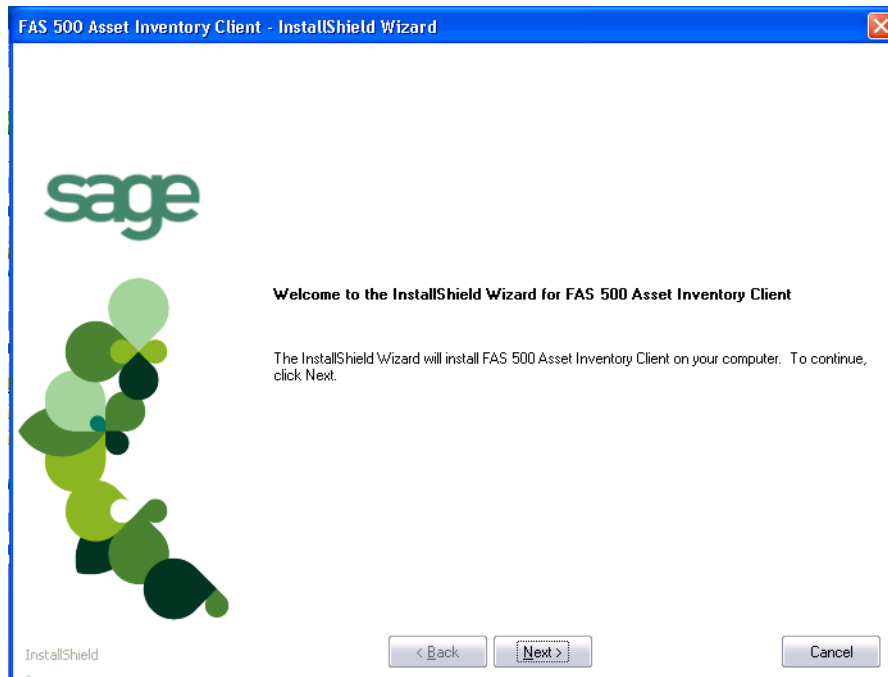 FAS 500 Asset Inventory Client - InstallShield Wizard
sage
Welcome to the InstallShield Wizard for FAS 500 Asset Inventory Client
The InstallShield Wizard will install FAS 500 Asset Inventory Client on your computer.  To continue,
click Next.
InstallShield
< Back
Next >
Cancel